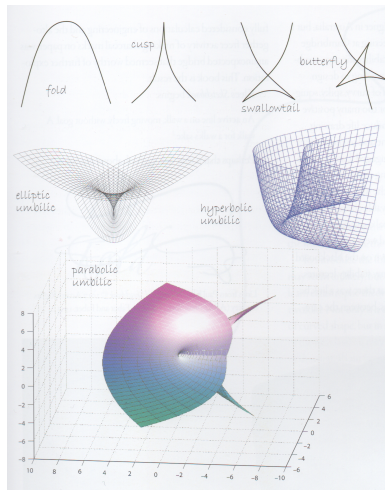 fold
cusp
swallowtail
butterfly
elliptic
umbilic
hyperbolic
umbilic
parabolic
umbilic
8
6
4
2
0
-2
-4
-6
-8
10
8
6
4
2
0
-2
-4
-6
-8
-10
6
4
2
0
-2
-4
-6